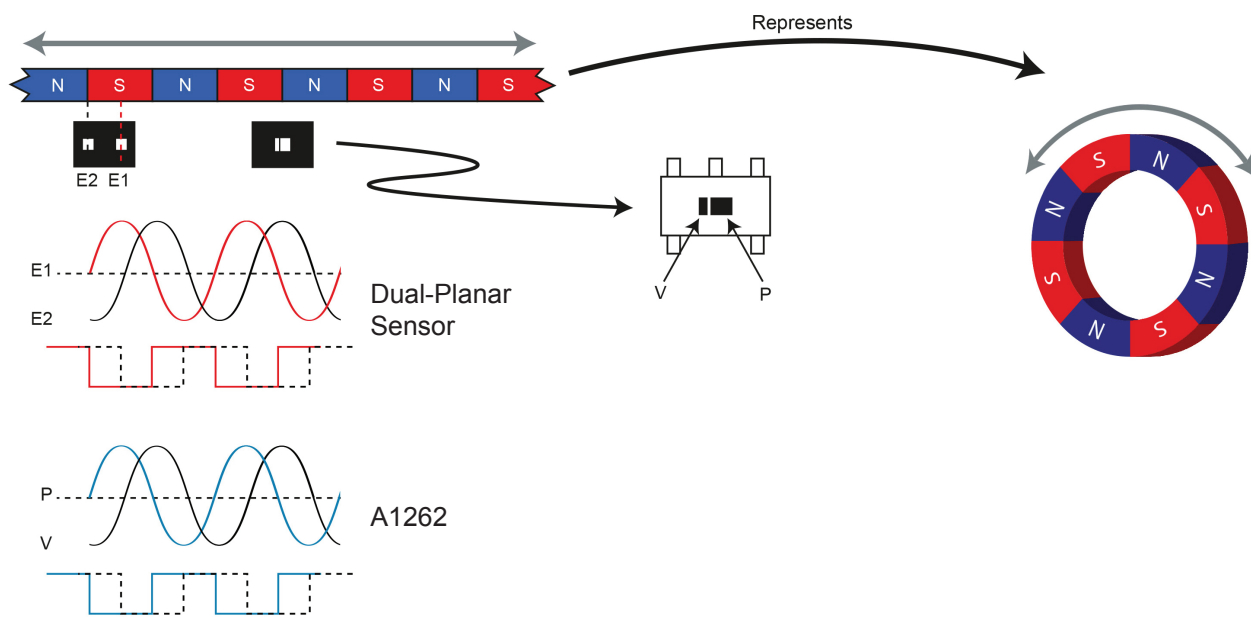 Represents
N S N S N S N S
E2 E1
V P
E1
E2
Dual-Planar
Sensor
P
V
A1262
S N
N S
S N
N S